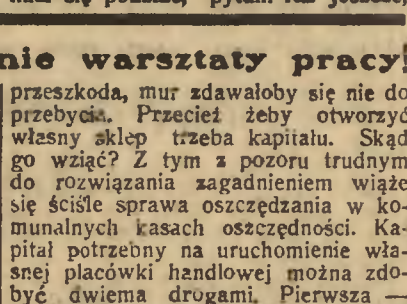 nie warsztaty pracy!
przeszkoda, mur zdawałoby się nie do
przebycia. Przecież żeby otworzyć
własny sklep trzeba kapitału. Skąd
go wziąć? Z tym z pozoru trudnym
do rozwiązania zagadnieniem wiąże
się ściśle sprawa oszczędzania w ko-
munalnych kasach oszczędności. Ka-
pitał potrzebny na uruchomienie wła-
snej placówki handlowej można zdo-
być dwiema drogami. Pierwsza —